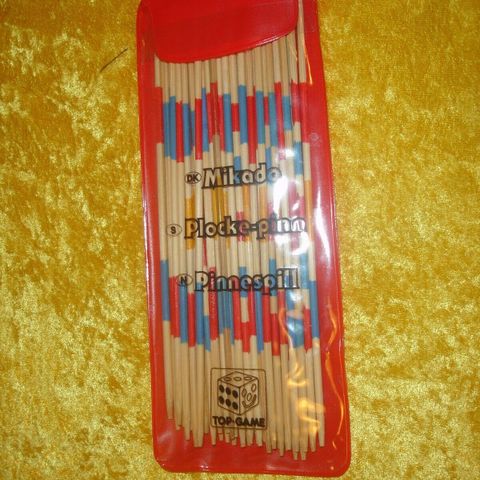 DK Mikado
S Plocke-pinn
N Pinnespill
TOP-GAME